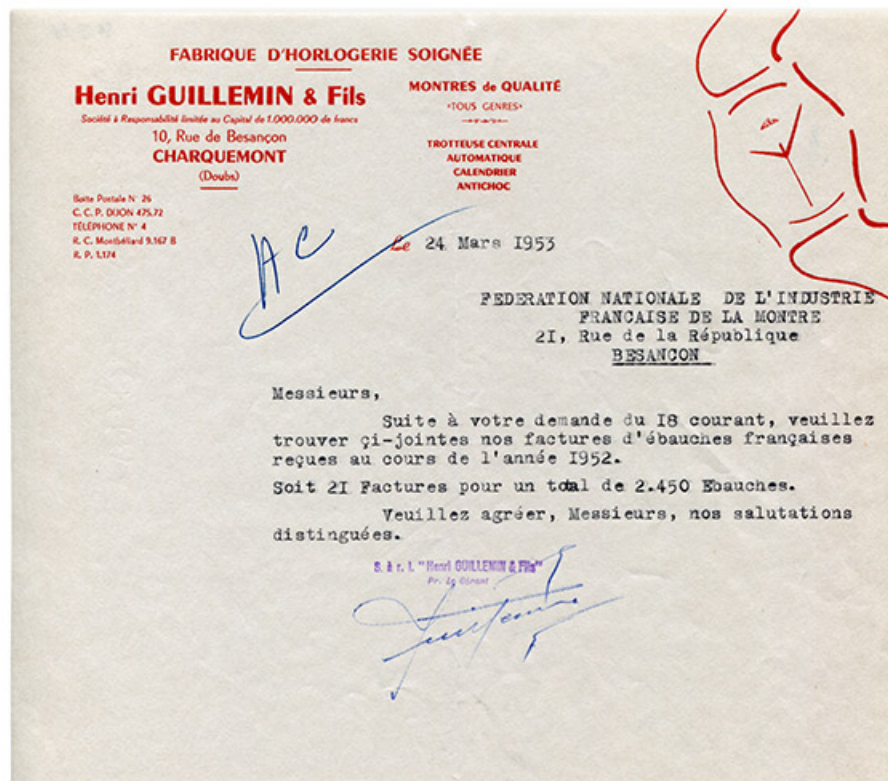 FABRIQUE D'HORLOGERIE SOIGNÉE
Henri GUILLEMIN & Fils
Société à Responsabilité limitée au Capital de 1.000.000 de francs
10, Rue de Besançon
CHARQUEMONT
(Doubs)
Boite Postale N° 26
C. C. P. DIJON 475.72
TÉLÉPHONE N° 4
R. C. Montbéliard 9.167 B
R. P. 1.174
MONTRES de QUALITÉ
•TOUS GENRES•
TROTTEUSE CENTRALE
AUTOMATIQUE
CALENDRIER
ANTICHOC
AC
Le 24 Mars 1953
FEDERATION NATIONALE DE L'INDUSTRIE
FRANCAISE DE LA MONTRE
2I, Rue de la République
BESANCON
Messieurs,
Suite à votre demande du I8 courant, veuillez
trouver çi-jointes nos factures d'ébauches françaises
reçues au cours de l'année I952.
Soit 2I Factures pour un total de 2.450 Ebauches.
Veuillez agréer, Messieurs, nos salutations
distinguées.
S. à r. l. "Henri GUILLEMIN & Fils"
Pr. le Gérant